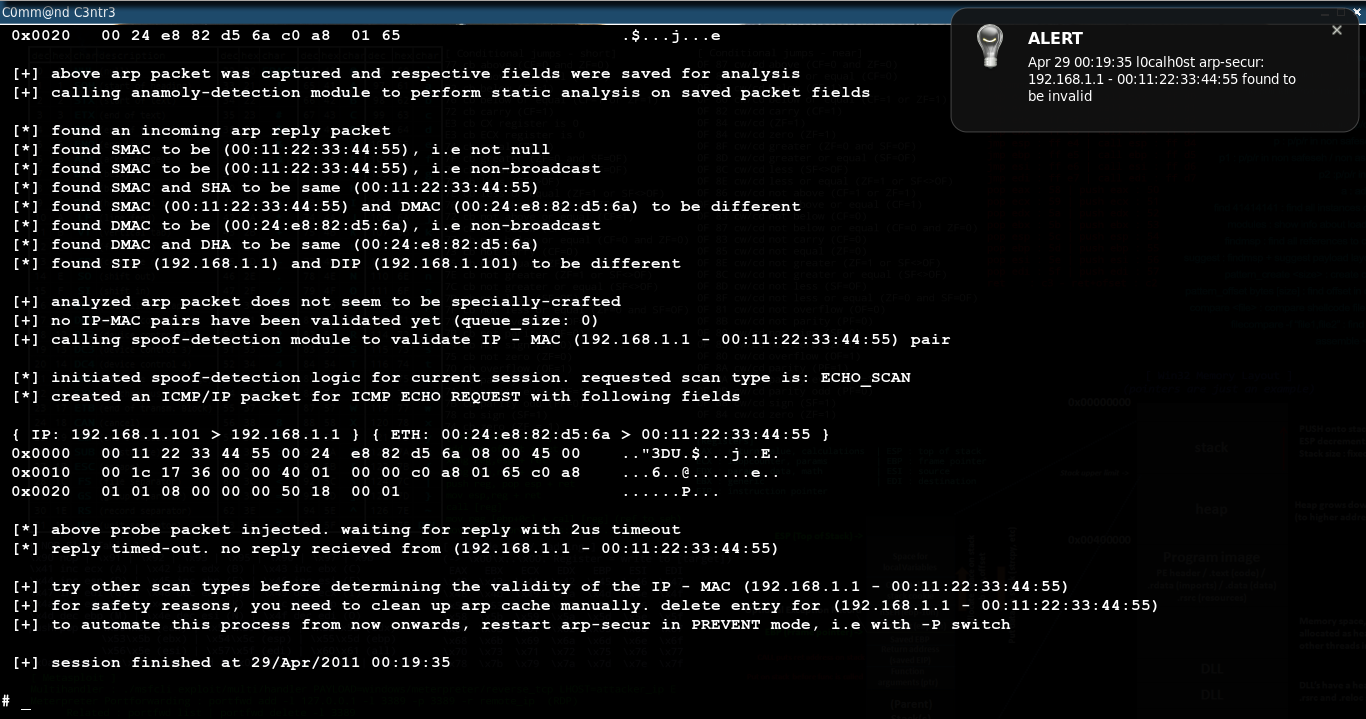 C0mm@nd C3ntr3
0x0020   00 24 e8 82 d5 6a c0 a8  01 65                       .$...j...e
[+] above arp packet was captured and respective fields were saved for analysis
[+] calling anamoly-detection module to perform static analysis on saved packet fields
[*] found an incoming arp reply packet
[*] found SMAC to be (00:11:22:33:44:55), i.e not null
[*] found SMAC to be (00:11:22:33:44:55), i.e non-broadcast
[*] found SMAC and SHA to be same (00:11:22:33:44:55)
[*] found SMAC (00:11:22:33:44:55) and DMAC (00:24:e8:82:d5:6a) to be different
[*] found DMAC to be (00:24:e8:82:d5:6a), i.e non-broadcast
[*] found DMAC and DHA to be same (00:24:e8:82:d5:6a)
[*] found SIP (192.168.1.1) and DIP (192.168.1.101) to be different
[+] analyzed arp packet does not seem to be specially-crafted
[+] no IP-MAC pairs have been validated yet (queue_size: 0)
[+] calling spoof-detection module to validate IP - MAC (192.168.1.1 - 00:11:22:33:44:55) pair
[*] initiated spoof-detection logic for current session. requested scan type is: ECHO_SCAN
[*] created an ICMP/IP packet for ICMP ECHO REQUEST with following fields
{ IP: 192.168.1.101 > 192.168.1.1 } { ETH: 00:24:e8:82:d5:6a > 00:11:22:33:44:55 }
0x0000   00 11 22 33 44 55 00 24  e8 82 d5 6a 08 00 45 00    .."3DU.$...j..E.
0x0010   00 1c 17 36 00 00 40 01  00 00 c0 a8 01 65 c0 a8    ...6..@......e..
0x0020   01 01 08 00 00 00 50 18  00 01                       ......P...
[*] above probe packet injected. waiting for reply with 2us timeout
[*] reply timed-out. no reply recieved from (192.168.1.1 - 00:11:22:33:44:55)
[+] try other scan types before determining the validity of the IP - MAC (192.168.1.1 - 00:11:22:33:44:55)
[+] for safety reasons, you need to clean up arp cache manually. delete entry for (192.168.1.1 - 00:11:22:33:44:55)
[+] to automate this process from now onwards, restart arp-secur in PREVENT mode, i.e with -P switch
[+] session finished at 29/Apr/2011 00:19:35
# _
ALERT
Apr 29 00:19:35 l0calh0st arp-secur:
192.168.1.1 - 00:11:22:33:44:55 found to
be invalid
0x00000000
stack
heap
0x00400000
Program image
DLL
DLL